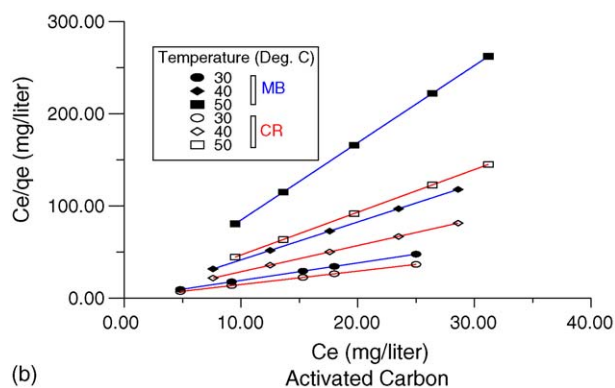 300.00
200.00
100.00
0.00
Ce/qe (mg/liter)
Temperature (Deg. C)
30
40
50
MB
30
40
50
CR
0.00 10.00 20.00 30.00 40.00
Ce (mg/liter)
(b) Activated Carbon